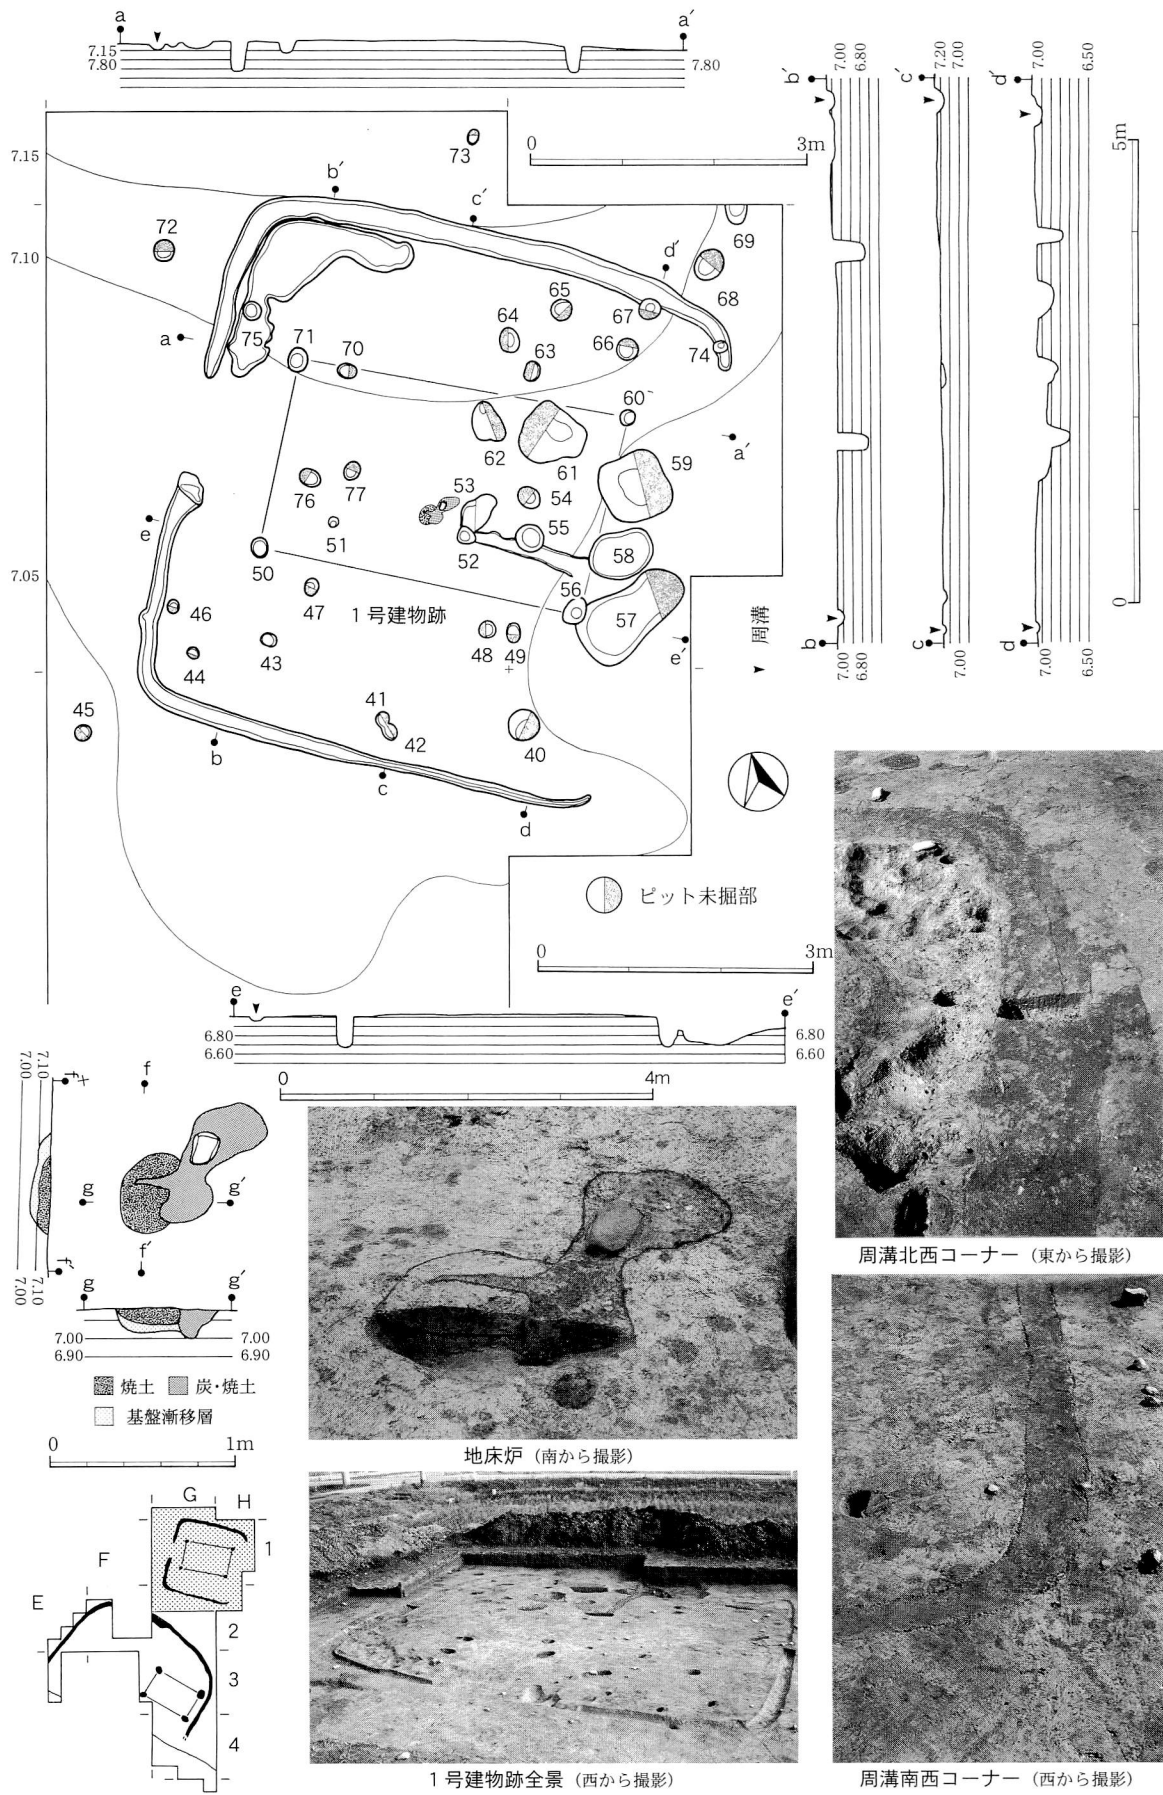 a a′
7.15
7.80 7.80
b′ 7.00 6.80
c′ 7.20 7.00
d′ 7.00 6.50
0 3m
5m
0
7.15
7.10
7.05
73
b′
c′
72
69
d′
68
65
67
64
a
75 71 70
63
66
74
60
62
61
59
a′
76 77
53
54
e
51
52
55
58
50
56
46
47
1号建物跡
57
43
48 49
e′
44
45
41
42
40
b
c
d
周溝
b 7.00 6.80
c 7.00
d 7.00 6.50
ピット未掘部
0 3m
e e′
6.80 6.80
6.60 6.60
0 4m
7.00 7.10 f
f
g g′
f′
7.00 7.10 f′
g g′
7.00 7.00
6.90 6.90
焼土 炭・焼土
基盤漸移層
0 1m
G H
F 1
E
2
3
4
地床炉（南から撮影）
1号建物跡全景（西から撮影）
周溝北西コーナー（東から撮影）
周溝南西コーナー（西から撮影）